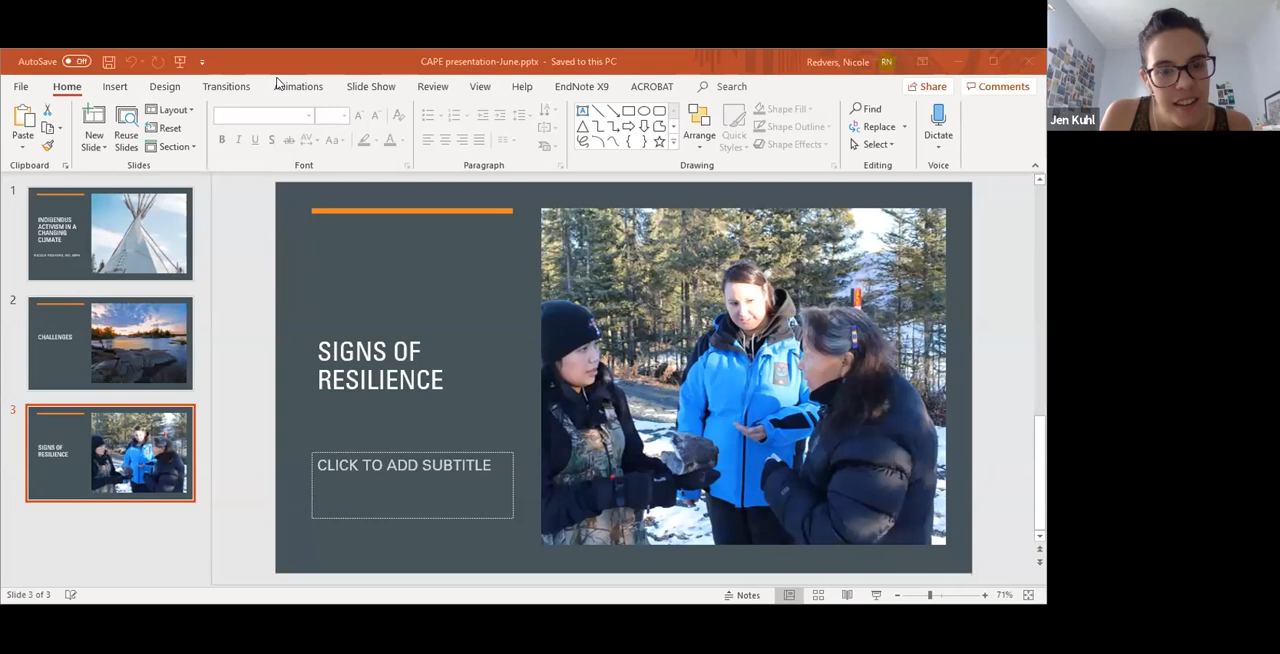 AutoSave Off
CAPE presentation-June.pptx - Saved to this PC
Redvers, Nicole RN
File Home Insert Design Transitions Animations Slide Show Review View Help EndNote X9 ACROBAT Search
Share Comments
Paste
New
Slide
Reuse
Slides
Layout
Reset
Section
Arrange
Quick
Styles
Shape Fill
Shape Outline
Shape Effects
Find
Replace
Select
Dictate
Clipboard Slides Font Paragraph Drawing Editing Voice
1
INDIGENOUS
ACTIVISM IN A
CHANGING
CLIMATE
2
CHALLENGES
3
SIGNS OF
RESILIENCE
SIGNS OF
RESILIENCE
CLICK TO ADD SUBTITLE
Slide 3 of 3
Notes
71%
Jen Kuhl